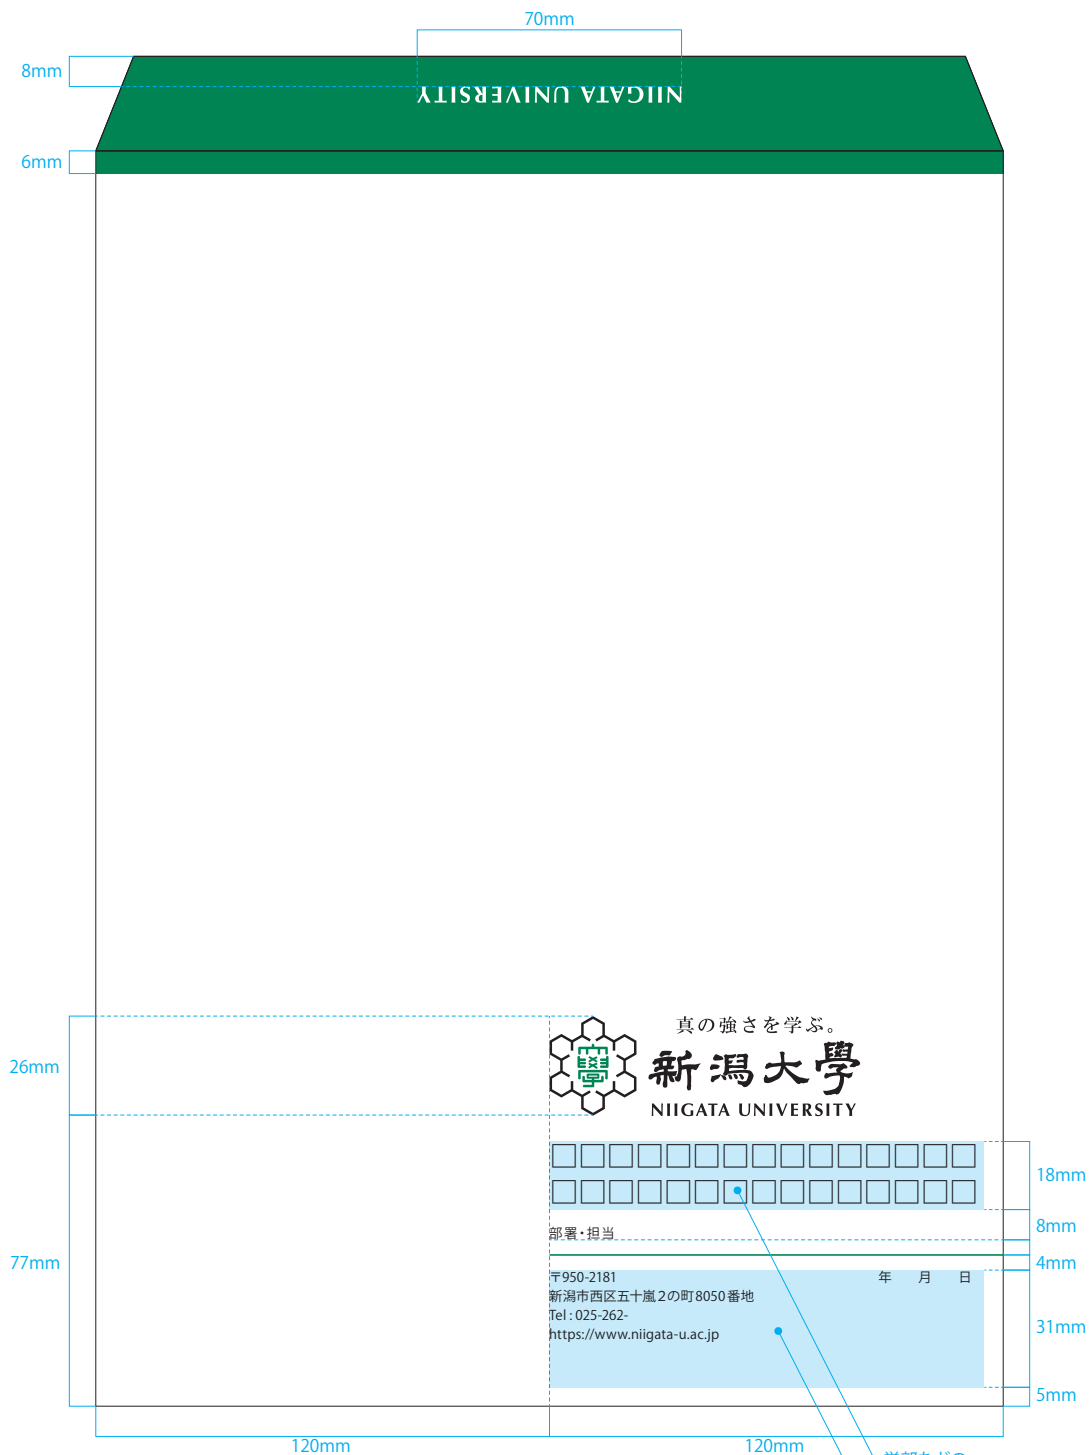 70mm
8mm
NIIGATA UNIVERSITY
6mm
真の強さを学ぶ。
新潟大學
NIIGATA UNIVERSITY
26mm
18mm
8mm
部署・担当
4mm
77mm
〒950-2181 年 月 日
新潟市西区五十嵐２の町8050番地
Tel : 025-262-
https://www.niigata-u.ac.jp
31mm
5mm
120mm
120mm